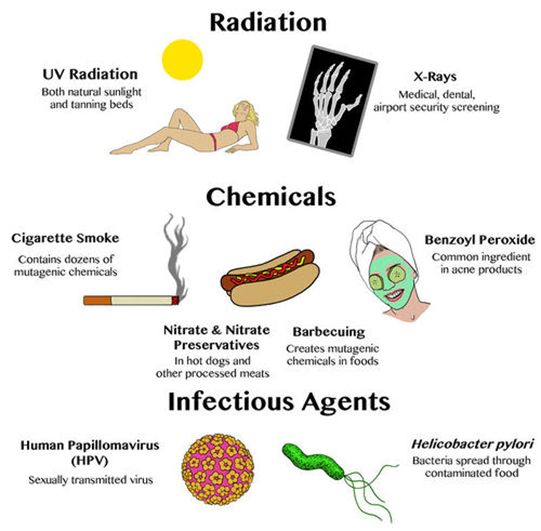 Radiation
UV Radiation
Both natural sunlight
and tanning beds
X-Rays
Medical, dental,
airport security screening
Chemicals
Cigarette Smoke
Contains dozens of
mutagenic chemicals
Benzoyl Peroxide
Common ingredient
in acne products
Nitrate & Nitrate
Preservatives
In hot dogs and
other processed meats
Barbecuing
Creates mutagenic
chemicals in foods
Infectious Agents
Human Papillomavirus
(HPV)
Sexually transmitted virus
Helicobacter pylori
Bacteria spread through
contaminated food